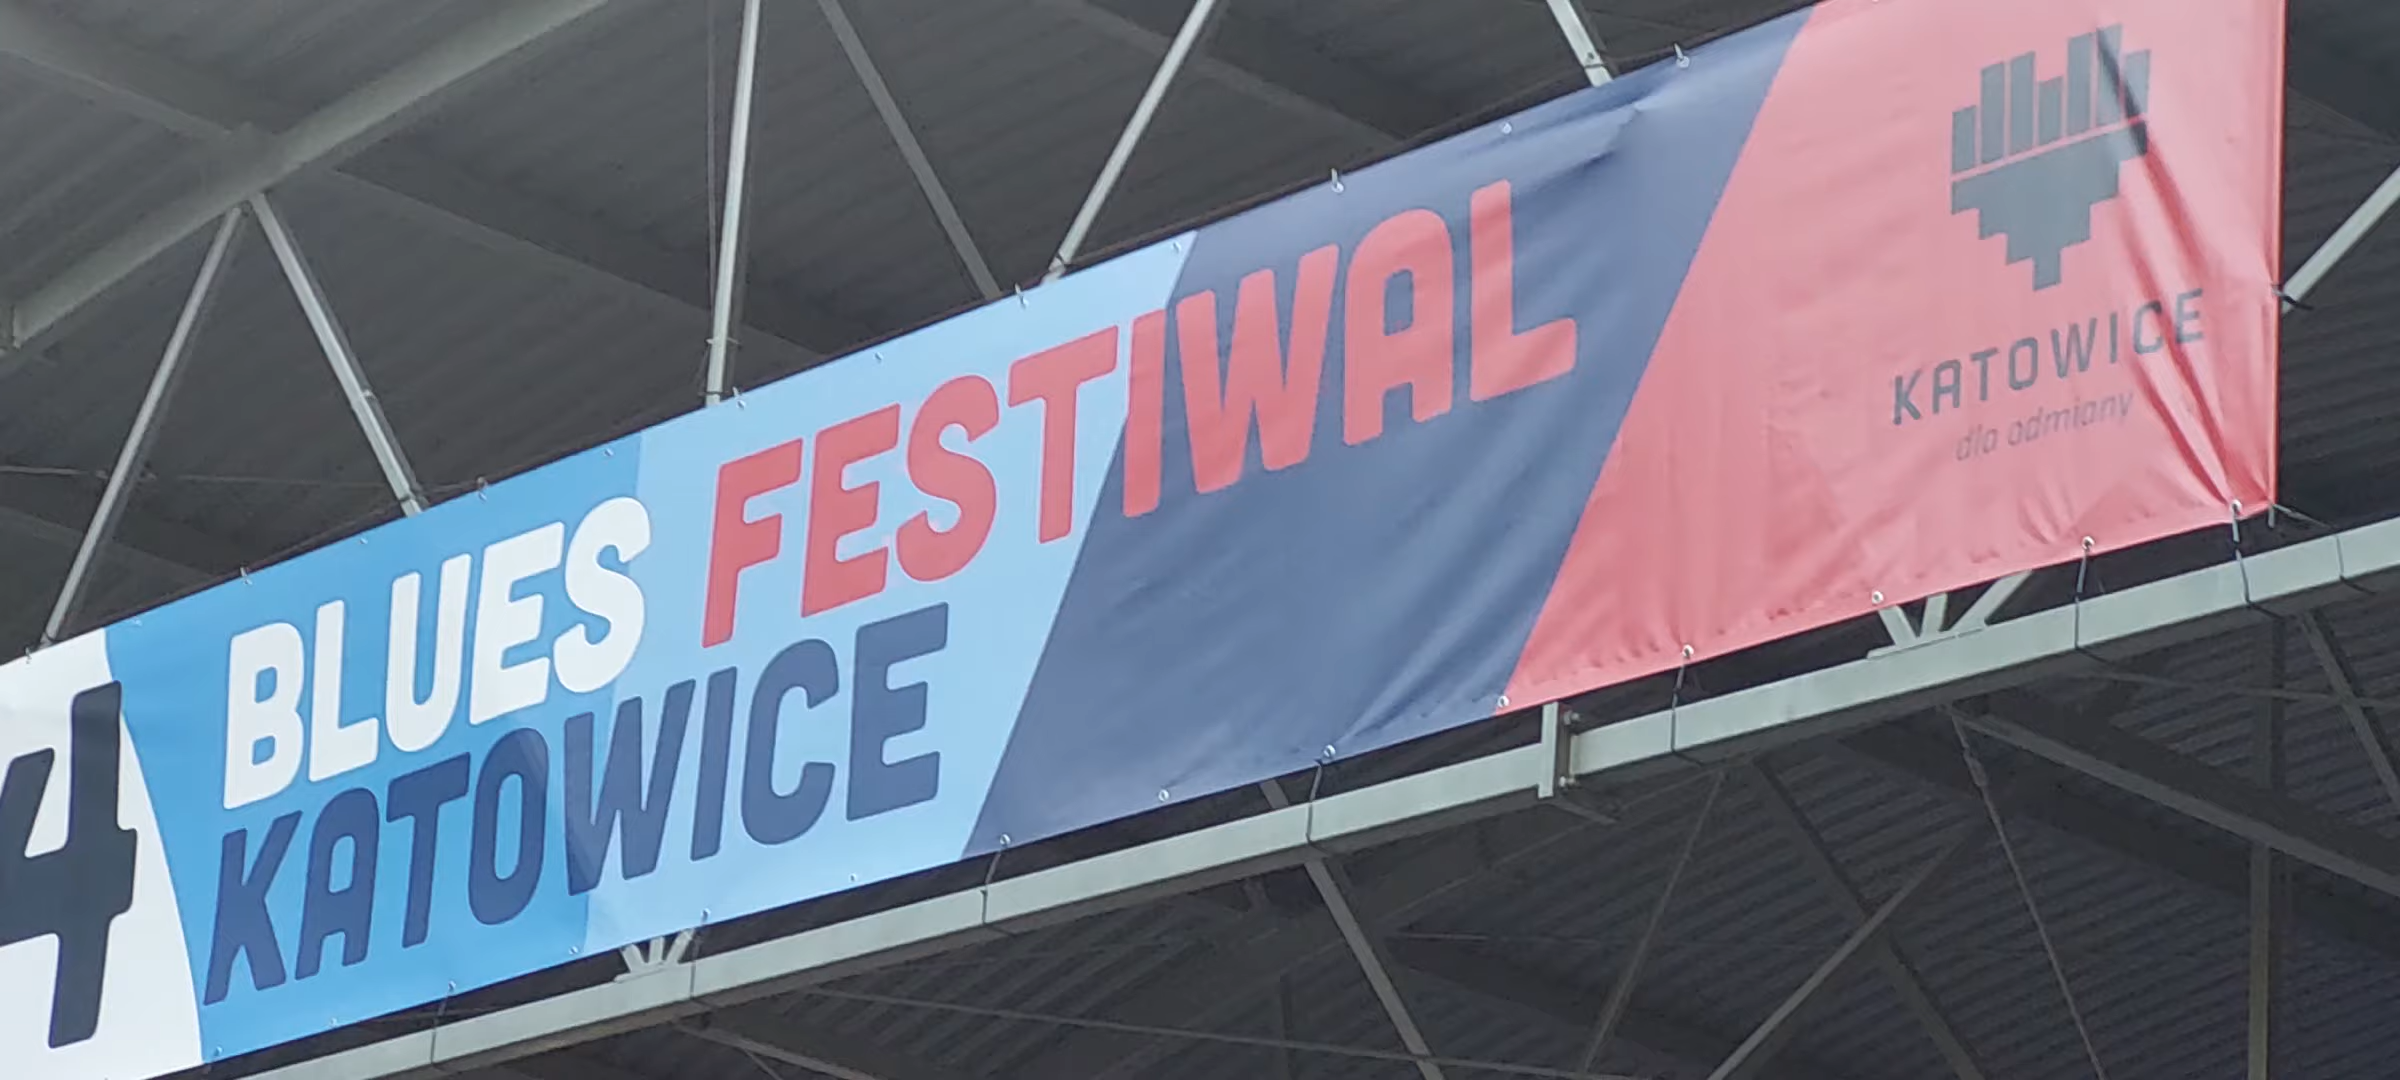 4
BLUES FESTIWAL
KATOWICE
KATOWICE
dla odmiany